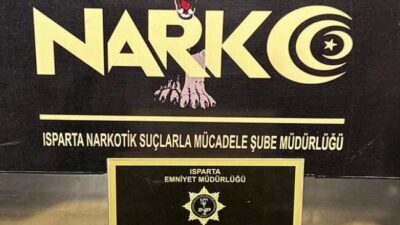 NARKO
ISPARTA NARKOTİK SUÇLARLA MÜCADELE ŞUBE MÜDÜRLÜĞÜ
ISPARTA
EMNİYET MÜDÜRLÜĞÜ